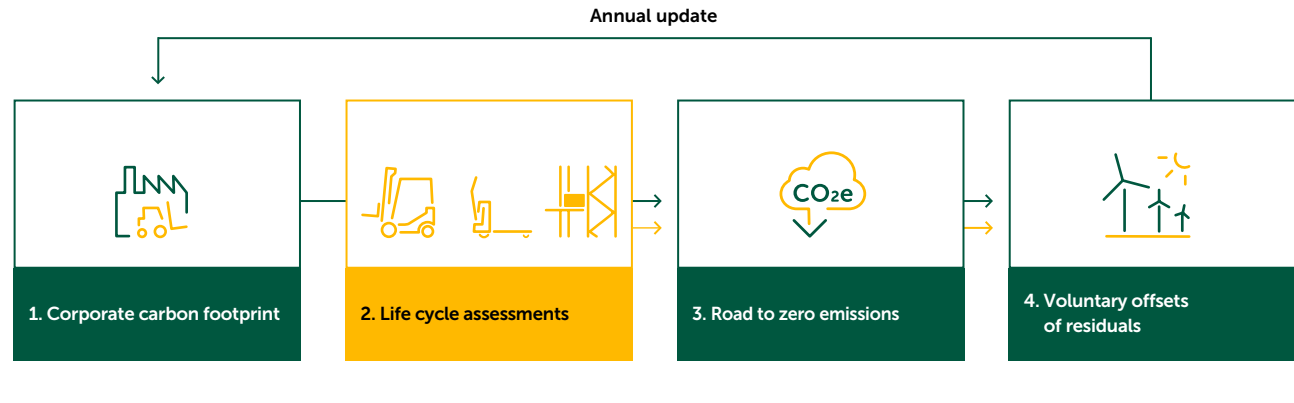 Annual update
CO₂e
1. Corporate carbon footprint
2. Life cycle assessments
3. Road to zero emissions
4. Voluntary offsets
of residuals